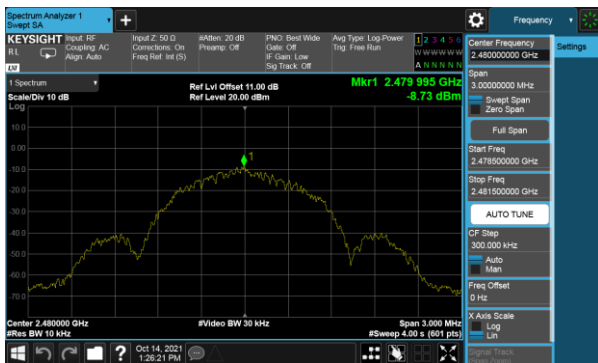 Spectrum Analyzer 1
Swept SA
+
Frequency
KEYSIGHT
RL
Input: RF
Coupling: AC
Align: Auto
Input Z: 50 Ω
Corrections: On
Freq Ref: Int (S)
#Atten: 20 dB
Preamp: Off
PNO: Best Wide
Gate: Off
IF Gain: Low
Sig Track: Off
Avg Type: Log-Power
Trig: Free Run
1 2 3 4 5 6
W W W W W W
A N N N N N
LXI
1 Spectrum
Scale/Div 10 dB
Log
Ref Lvl Offset 11.00 dB
Ref Level 20.00 dBm
Mkr1 2.479 995 GHz
-8.73 dBm
10.0
0.00
-10.0
-20.0
-30.0
-40.0
-50.0
-60.0
-70.0
1
Center 2.480000 GHz
#Res BW 10 kHz
#Video BW 30 kHz
Span 3.000 MHz
#Sweep 4.00 s (601 pts)
Center Frequency
2.480000000 GHz
Settings
Span
3.00000000 MHz
Swept Span
Zero Span
Full Span
Start Freq
2.478500000 GHz
Stop Freq
2.481500000 GHz
AUTO TUNE
CF Step
300.000 kHz
Auto
Man
Freq Offset
0 Hz
X Axis Scale
Log
Lin
Signal Track
(Span Zoom)
?
Oct 14, 2021
1:26:21 PM